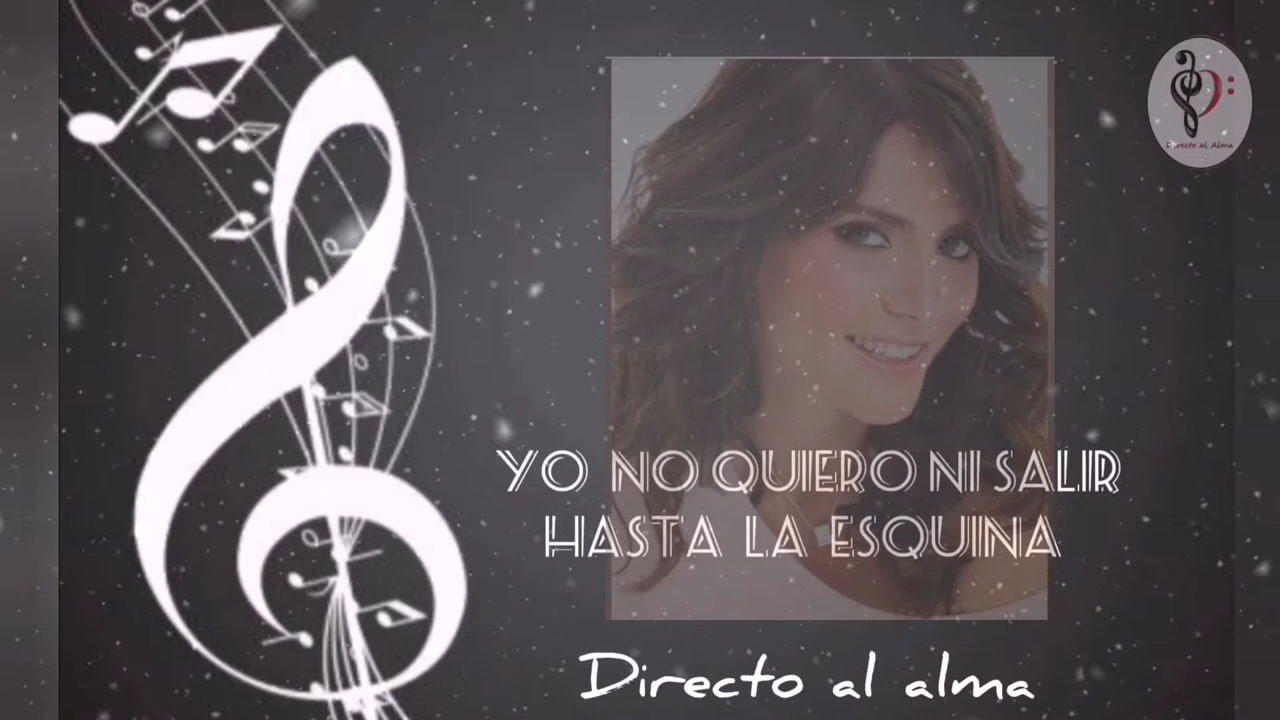 Directo al Alma
YO NO QUIERO NI SALIR
HASTA LA ESQUINA
Directo al alma